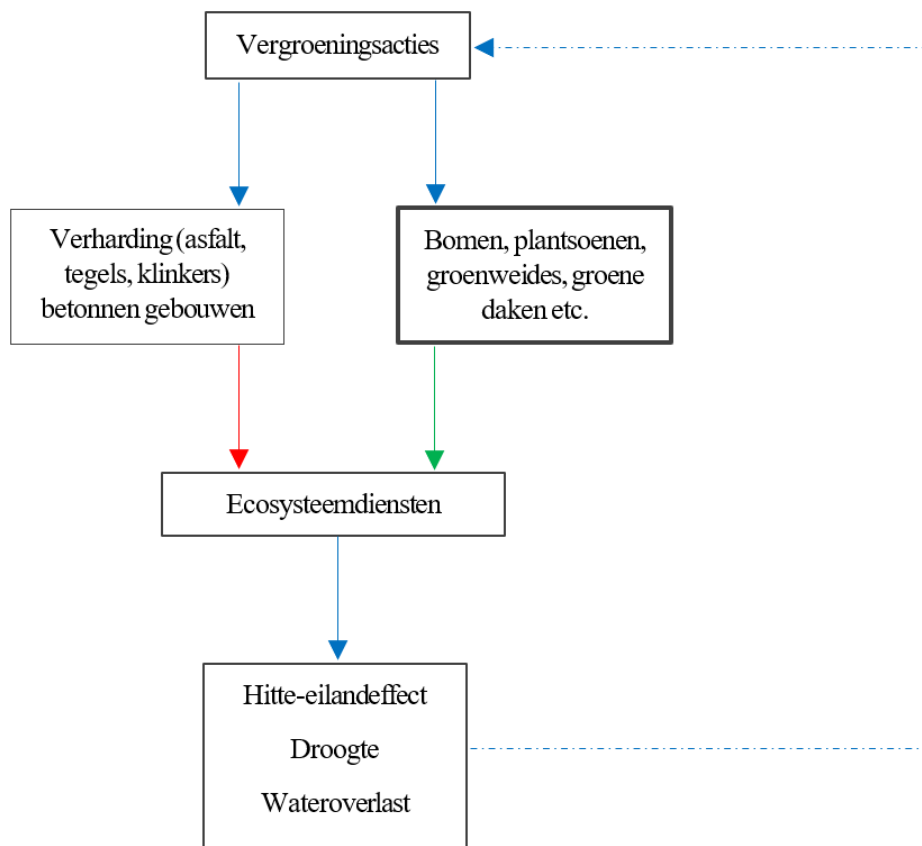 Vergroeningsacties
Verharding (asfalt,
tegels, klinkers)
betonnen gebouwen
Bomen, plantsoenen,
groenweides, groene
daken etc.
Ecosysteemdiensten
Hitte-eilandeffect
Droogte
Wateroverlast